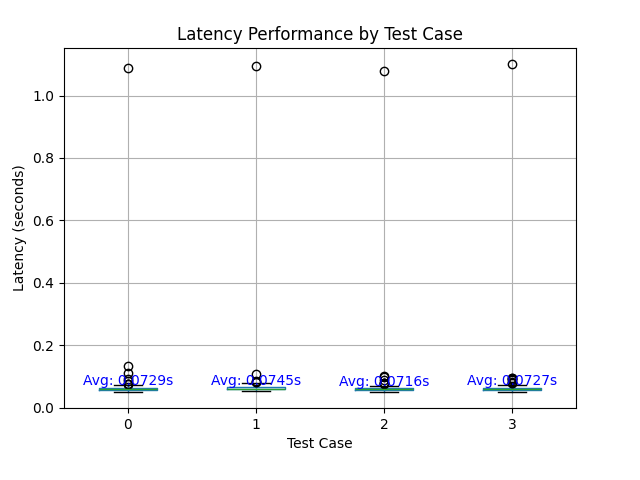 Latency Performance by Test Case
Latency (seconds)
1.0
0.8
0.6
0.4
0.2
0.0
Avg: 0.0729s
Avg: 0.0745s
Avg: 0.0716s
Avg: 0.0727s
0
1
2
3
Test Case